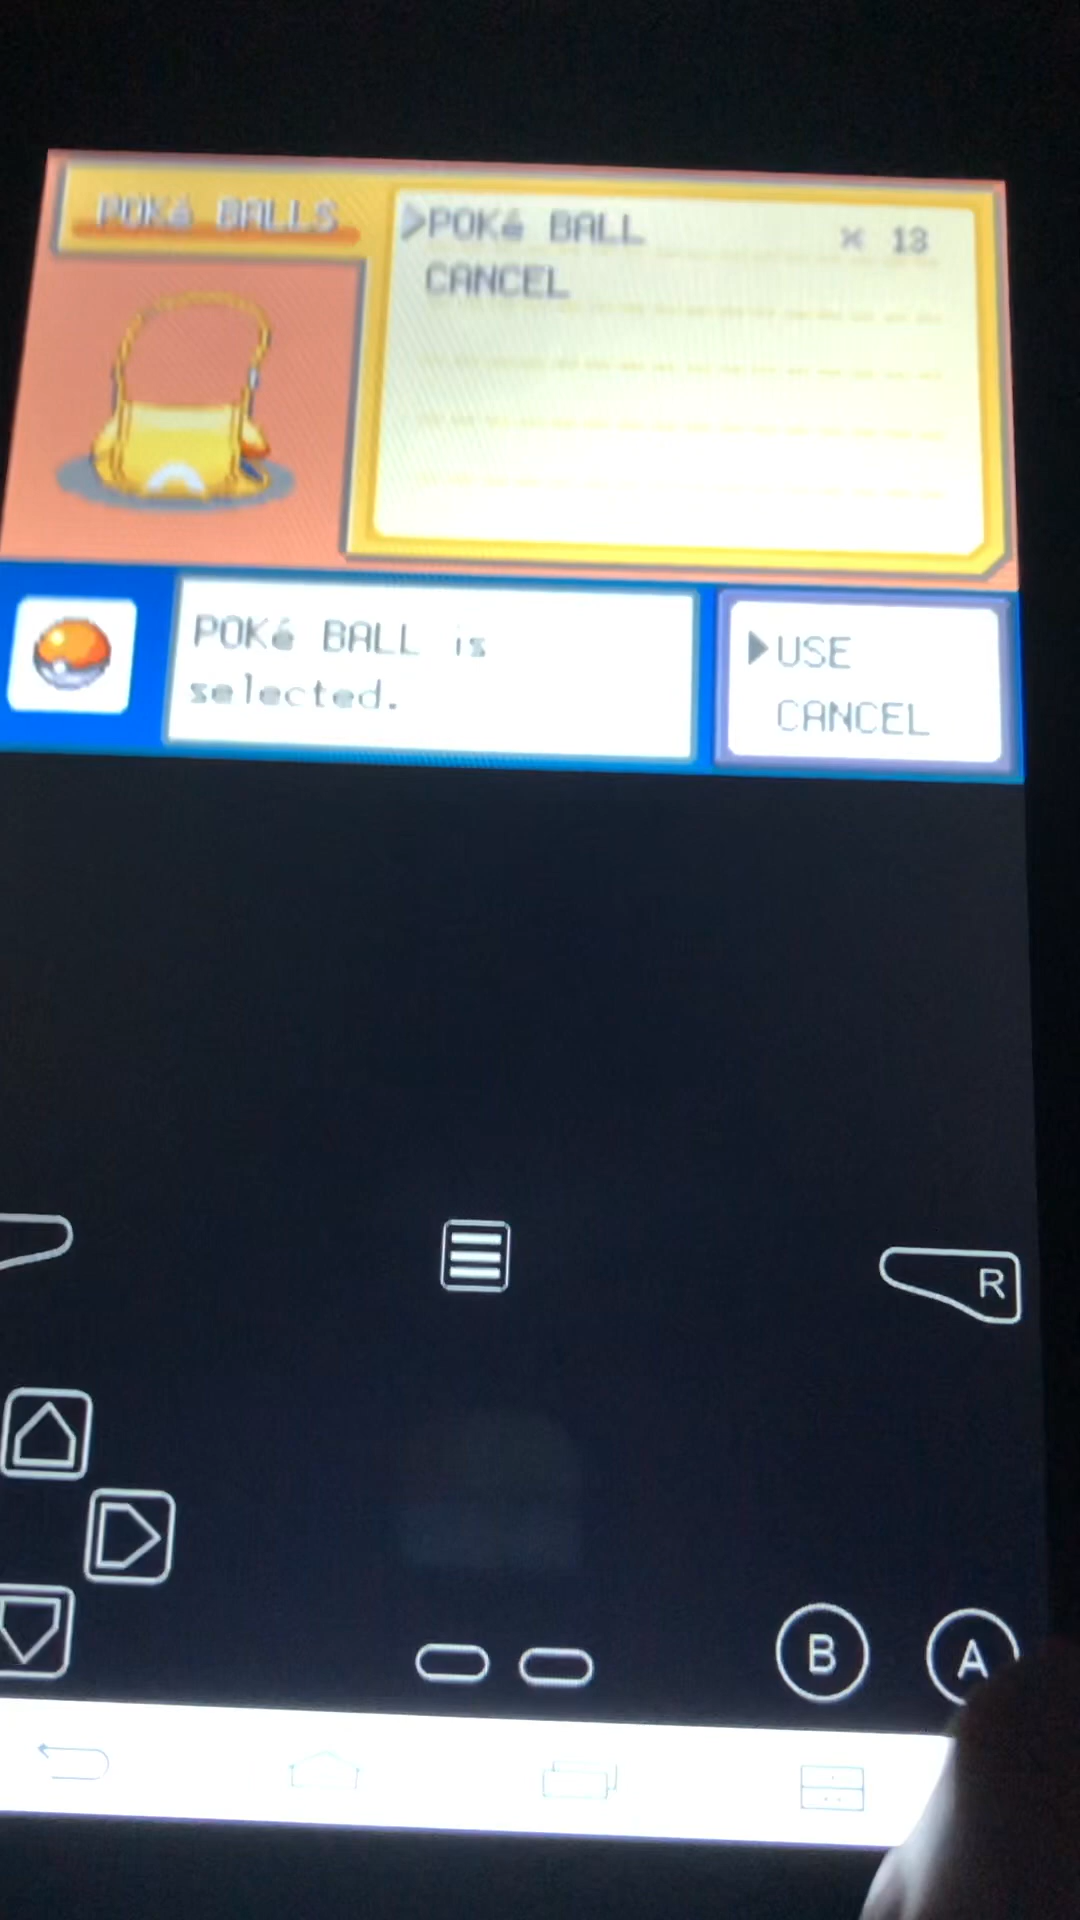 POKé BALLS
POKé BALL × 13
CANCEL
POKé BALL is
selected.
USE
CANCEL
R
B
A